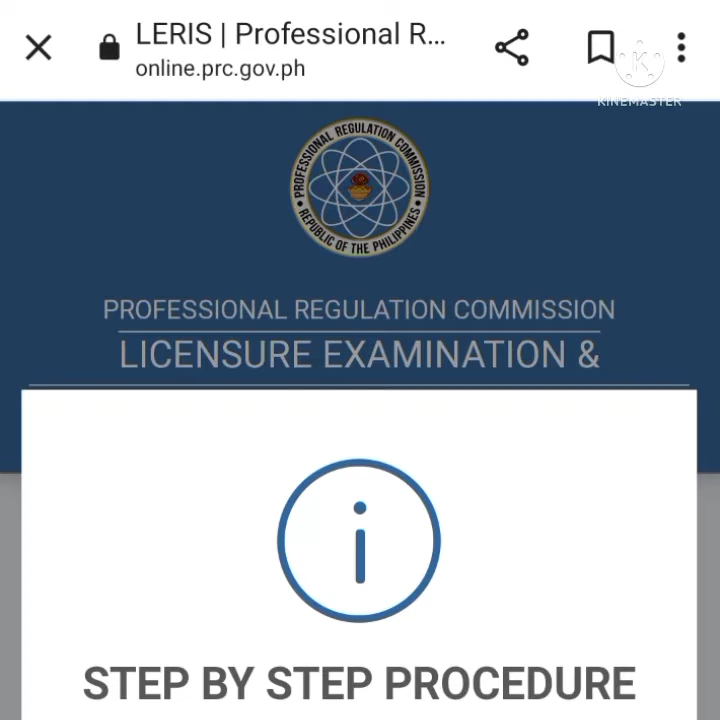 LERIS | Professional R...
online.prc.gov.ph
K
KINEMASTER
PROFESSIONAL REGULATION COMMISSION
REPUBLIC OF THE PHILIPPINES
PROFESSIONAL REGULATION COMMISSION
LICENSURE EXAMINATION &
i
STEP BY STEP PROCEDURE